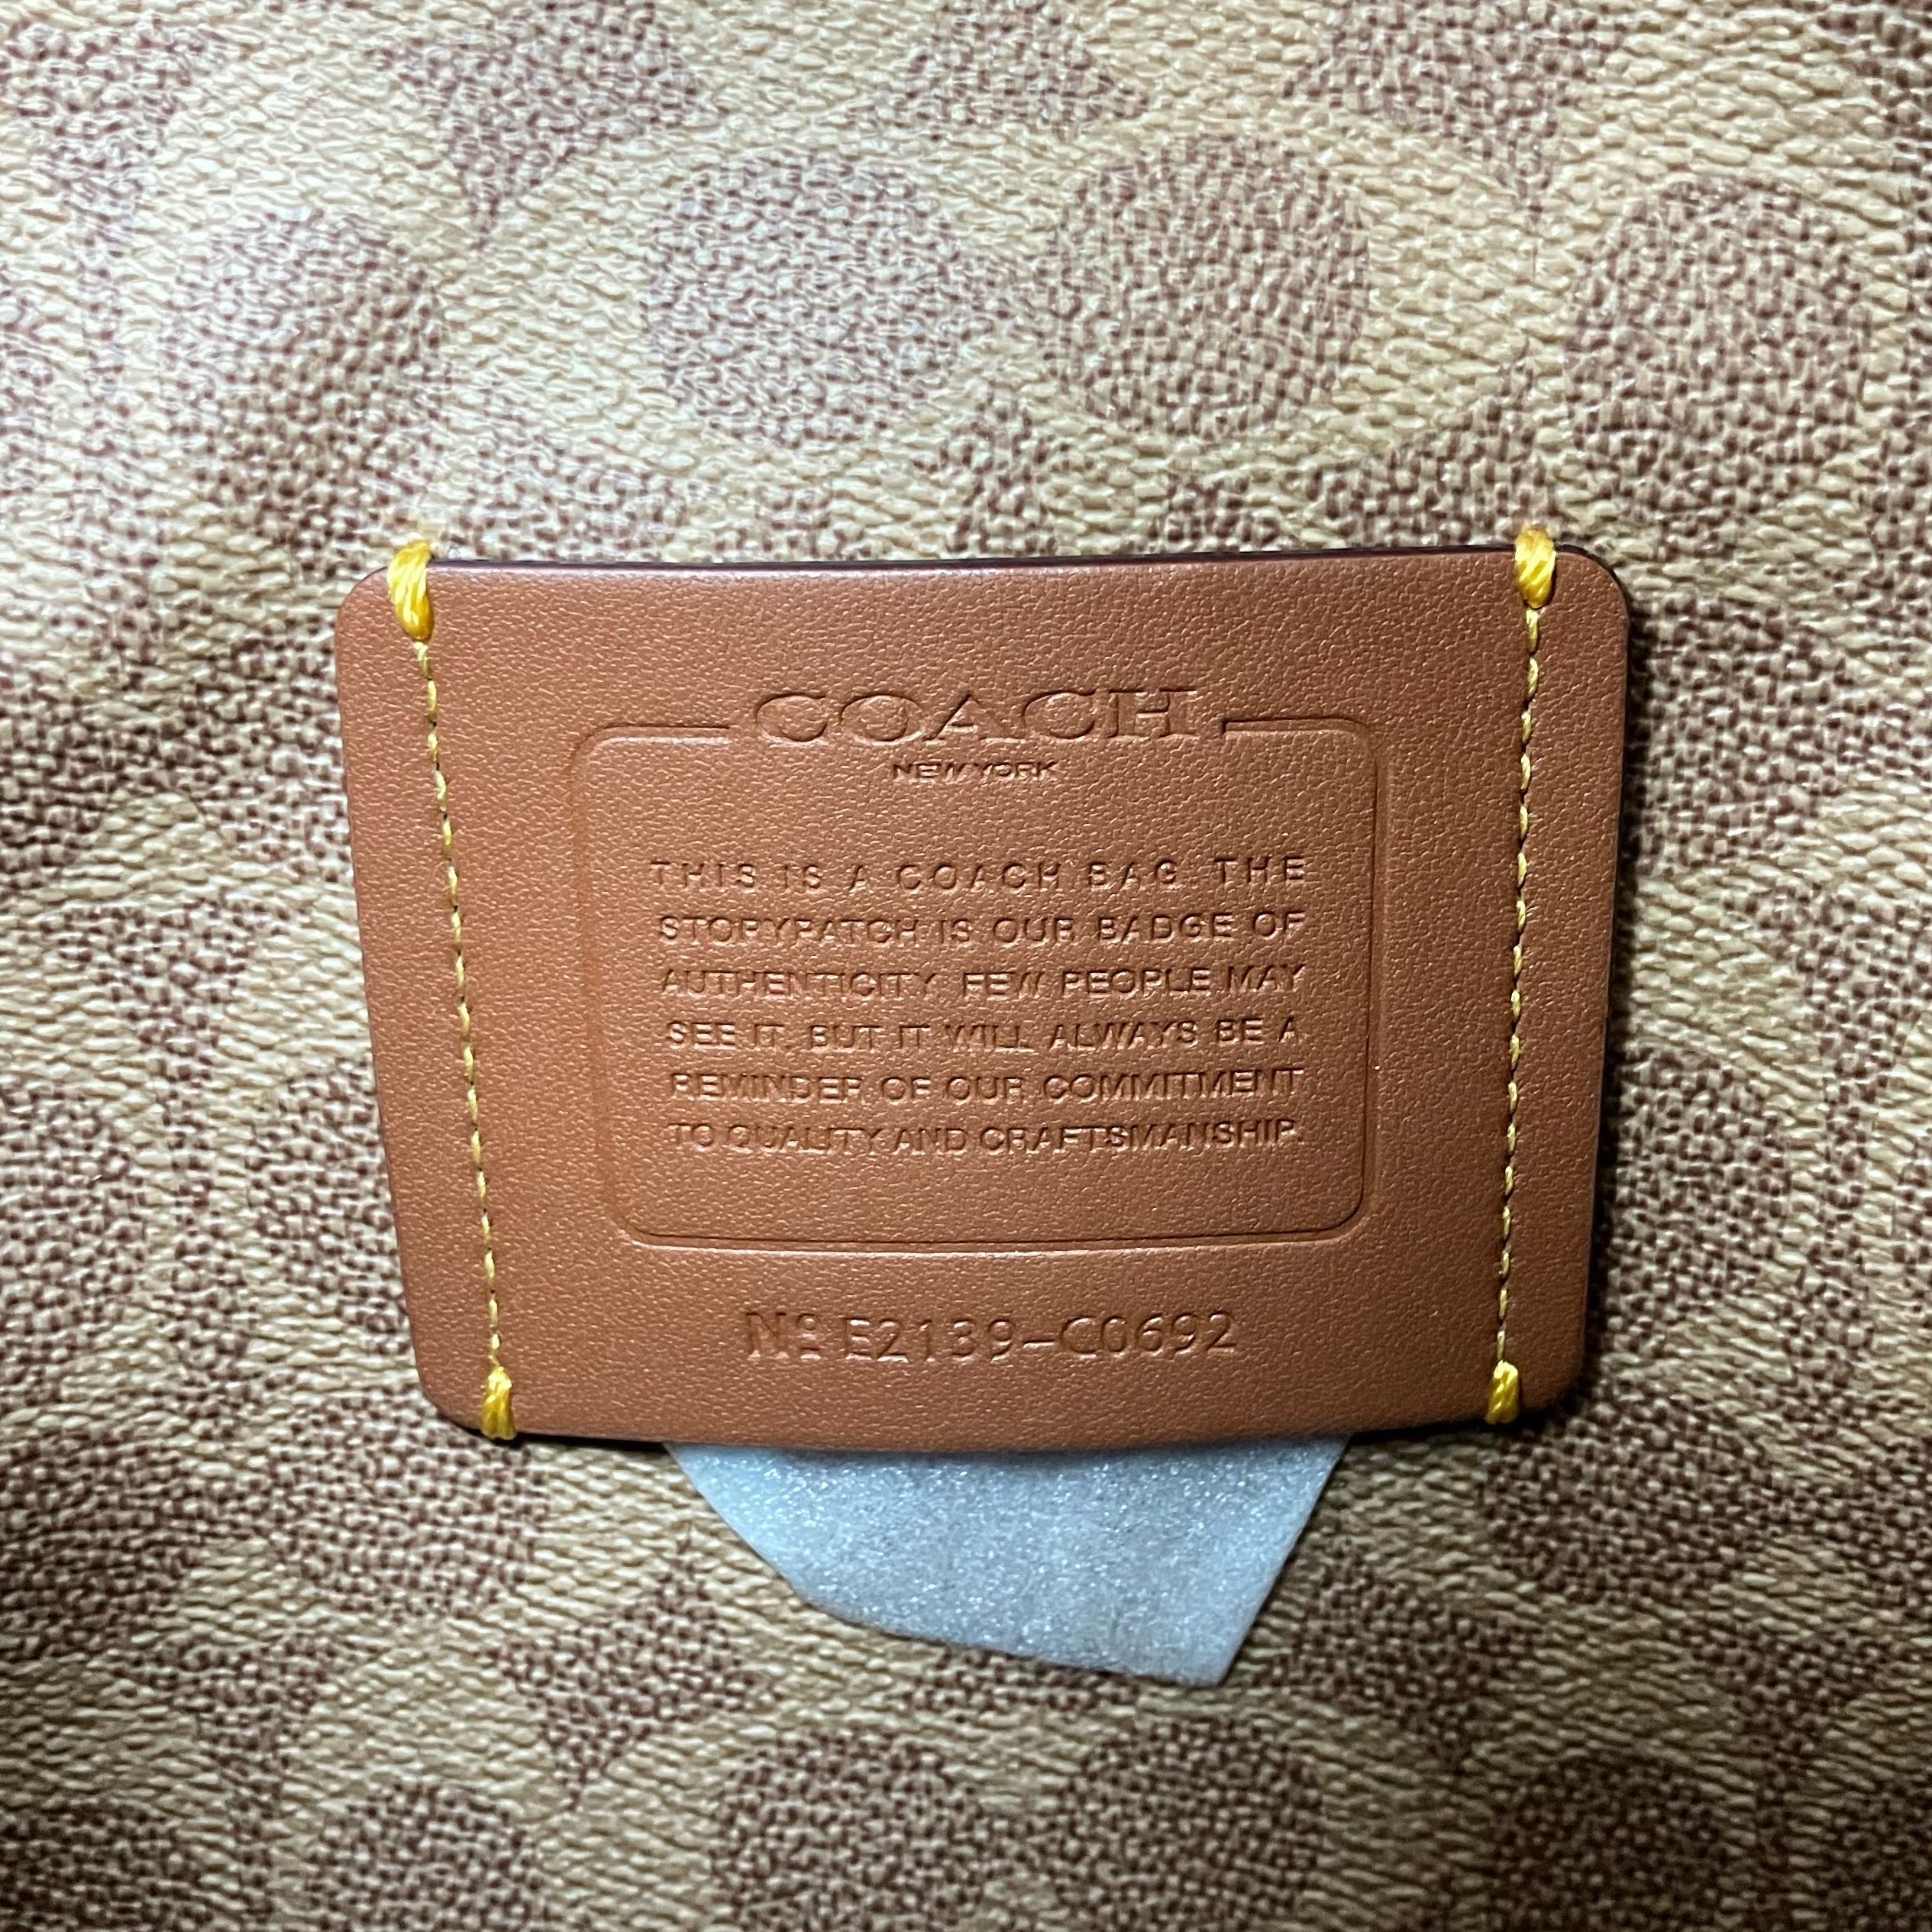 COACH
NEW YORK
THIS IS A COACH BAG. THE
STORYPATCH IS OUR BADGE OF
AUTHENTICITY. FEW PEOPLE MAY
SEE IT, BUT IT WILL ALWAYS BE A
REMINDER OF OUR COMMITMENT
TO QUALITY AND CRAFTSMANSHIP.
Nº E2139-C0692